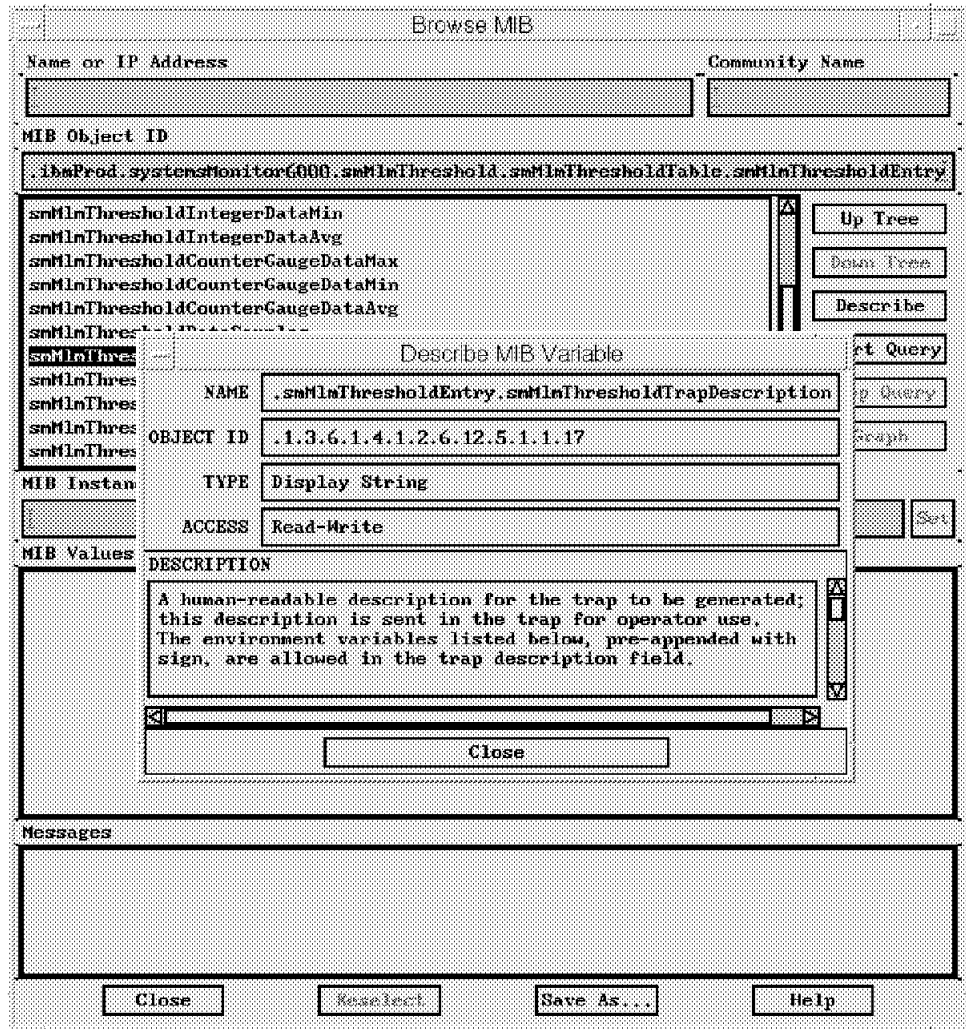 Browse MIB
Name or IP Address
Community Name
MIB Object ID
.ibmProd.systemsMonitor6000.smMlmThreshold.smMlmThresholdTable.smMlmThresholdEntry
smMlmThresholdIntegerDataMin
smMlmThresholdIntegerDataAvg
smMlmThresholdCounterGaugeDataMax
smMlmThresholdCounterGaugeDataMin
smMlmThresholdCounterGaugeDataAvg
smMlmThres
smMlmThres
smMlmThres
smMlmThres
smMlmThres
smMlmThres
Up Tree
Down Tree
Describe
rt Query
p Query
Graph
MIB Instan
Set
MIB Values
Describe MIB Variable
NAME .smMlmThresholdEntry.smMlmThresholdTrapDescription
OBJECT ID .1.3.6.1.4.1.2.6.12.5.1.1.17
TYPE Display String
ACCESS Read-Write
DESCRIPTION
A human-readable description for the trap to be generated;
this description is sent in the trap for operator use.
The environment variables listed below, pre-appended with
sign, are allowed in the trap description field.
Close
Messages
Close
Reselect
Save As...
Help